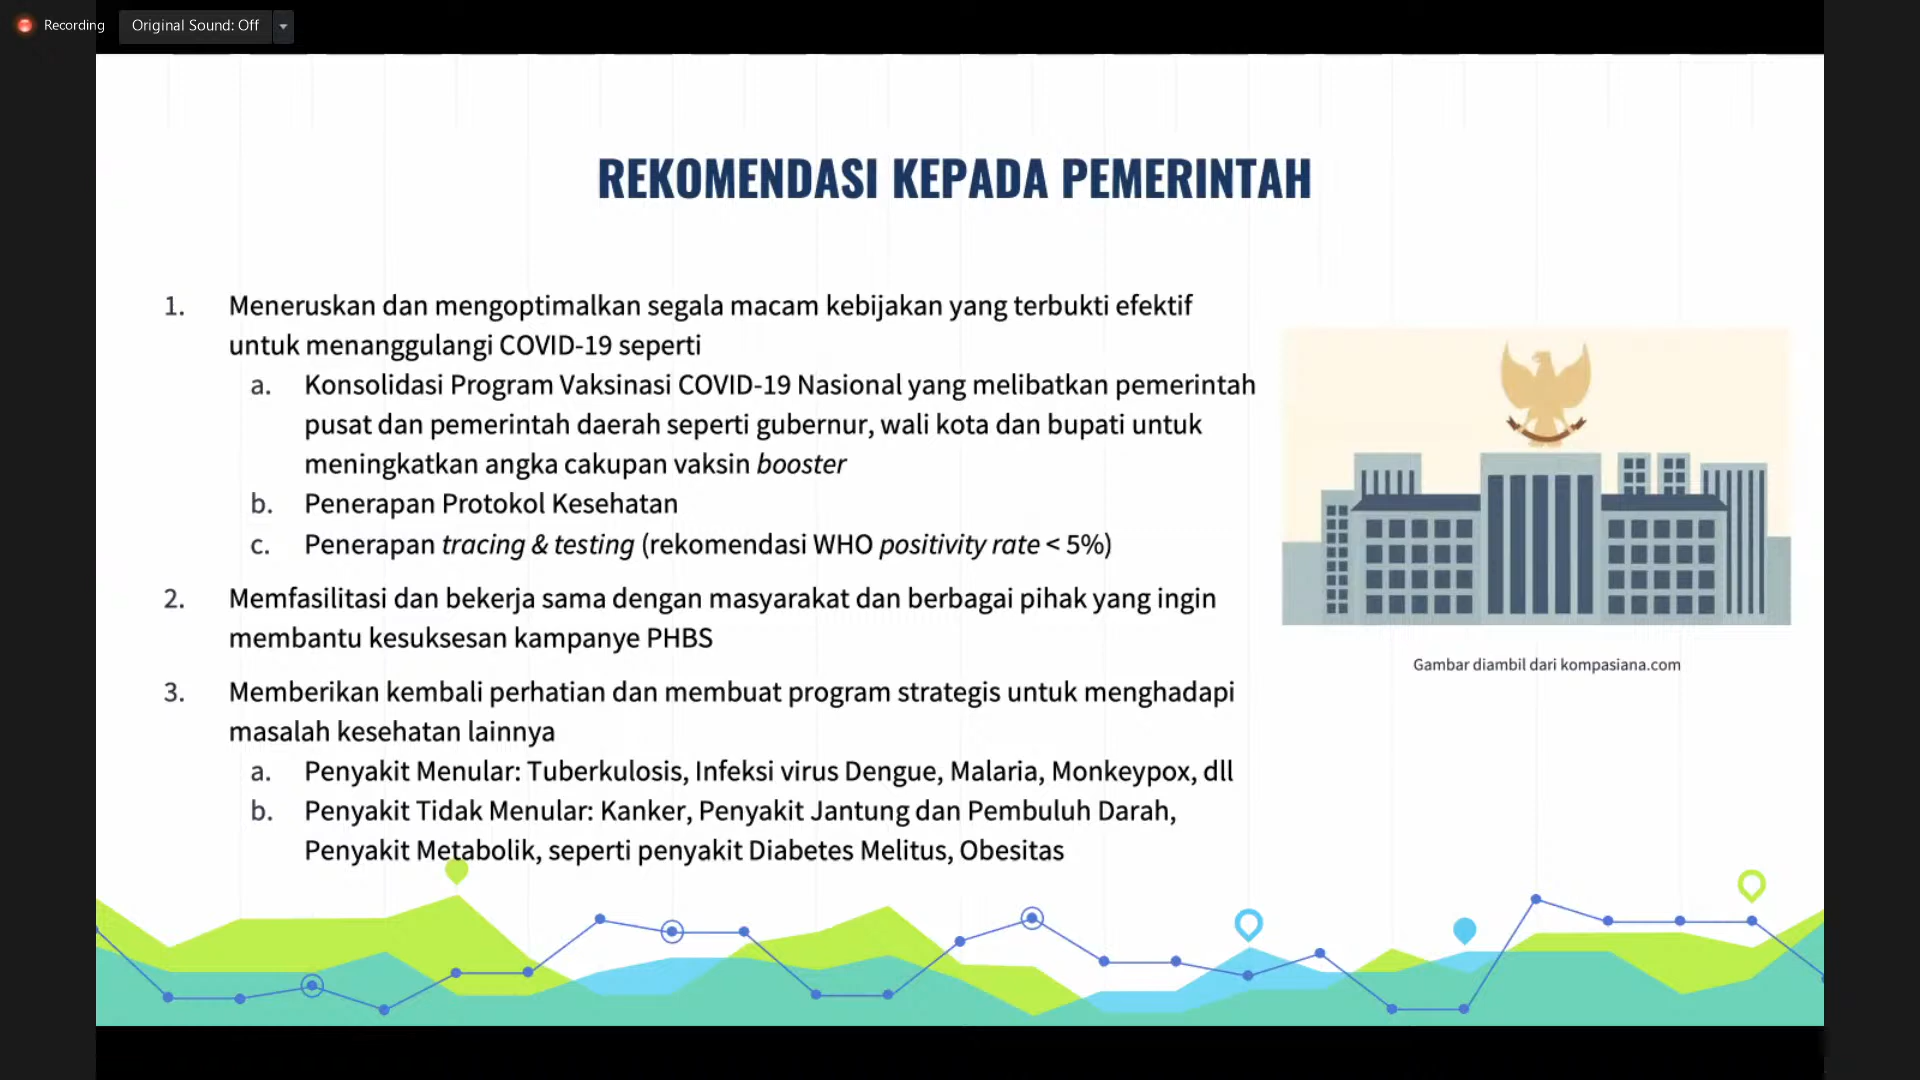 Recording
Original Sound: Off
REKOMENDASI KEPADA PEMERINTAH
1. Meneruskan dan mengoptimalkan segala macam kebijakan yang terbukti efektif
untuk menanggulangi COVID-19 seperti
a. Konsolidasi Program Vaksinasi COVID-19 Nasional yang melibatkan pemerintah
pusat dan pemerintah daerah seperti gubernur, wali kota dan bupati untuk
meningkatkan angka cakupan vaksin booster
b. Penerapan Protokol Kesehatan
c. Penerapan tracing & testing (rekomendasi WHO positivity rate < 5%)
2. Memfasilitasi dan bekerja sama dengan masyarakat dan berbagai pihak yang ingin
membantu kesuksesan kampanye PHBS
3. Memberikan kembali perhatian dan membuat program strategis untuk menghadapi
masalah kesehatan lainnya
a. Penyakit Menular: Tuberkulosis, Infeksi virus Dengue, Malaria, Monkeypox, dll
b. Penyakit Tidak Menular: Kanker, Penyakit Jantung dan Pembuluh Darah,
Penyakit Metabolik, seperti penyakit Diabetes Melitus, Obesitas
Gambar diambil dari kompasiana.com